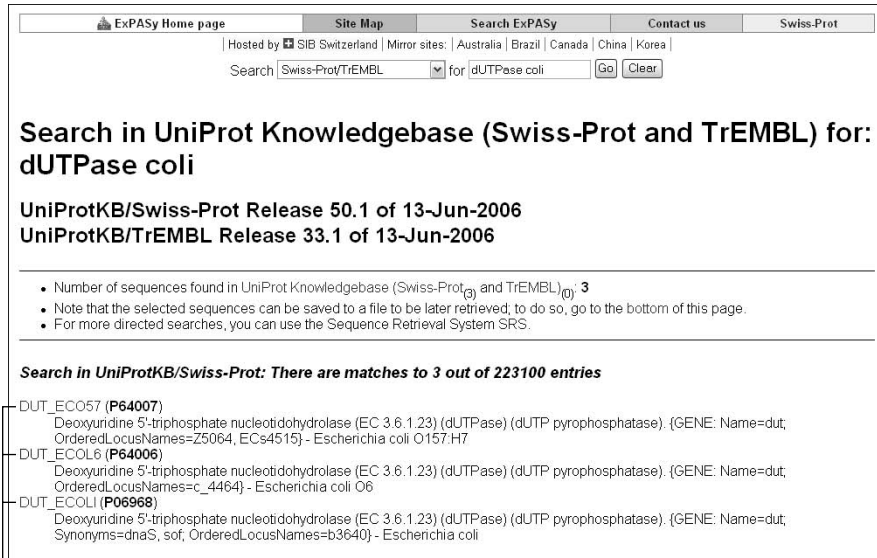 ExPASy Home page Site Map Search ExPASy Contact us Swiss-Prot
Hosted by SIB Switzerland | Mirror sites: | Australia | Brazil | Canada | China | Korea |
Search Swiss-Prot/TrEMBL for dUTPase coli Go Clear
Search in UniProt Knowledgebase (Swiss-Prot and TrEMBL) for:
dUTPase coli
UniProtKB/Swiss-Prot Release 50.1 of 13-Jun-2006
UniProtKB/TrEMBL Release 33.1 of 13-Jun-2006
• Number of sequences found in UniProt Knowledgebase (Swiss-Prot(3) and TrEMBL)(0): 3
• Note that the selected sequences can be saved to a file to be later retrieved; to do so, go to the bottom of this page.
• For more directed searches, you can use the Sequence Retrieval System SRS.
Search in UniProtKB/Swiss-Prot: There are matches to 3 out of 223100 entries
DUT_ECO57 (P64007)
Deoxyuridine 5'-triphosphate nucleotidohydrolase (EC 3.6.1.23) (dUTPase) (dUTP pyrophosphatase). {GENE: Name=dut;
OrderedLocusNames=Z5064, ECs4515} - Escherichia coli O157:H7
DUT_ECOL6 (P64006)
Deoxyuridine 5'-triphosphate nucleotidohydrolase (EC 3.6.1.23) (dUTPase) (dUTP pyrophosphatase). {GENE: Name=dut;
OrderedLocusNames=c_4464} - Escherichia coli O6
DUT_ECOLI (P06968)
Deoxyuridine 5'-triphosphate nucleotidohydrolase (EC 3.6.1.23) (dUTPase) (dUTP pyrophosphatase). {GENE: Name=dut;
Synonyms=dnaS, sof; OrderedLocusNames=b3640} - Escherichia coli